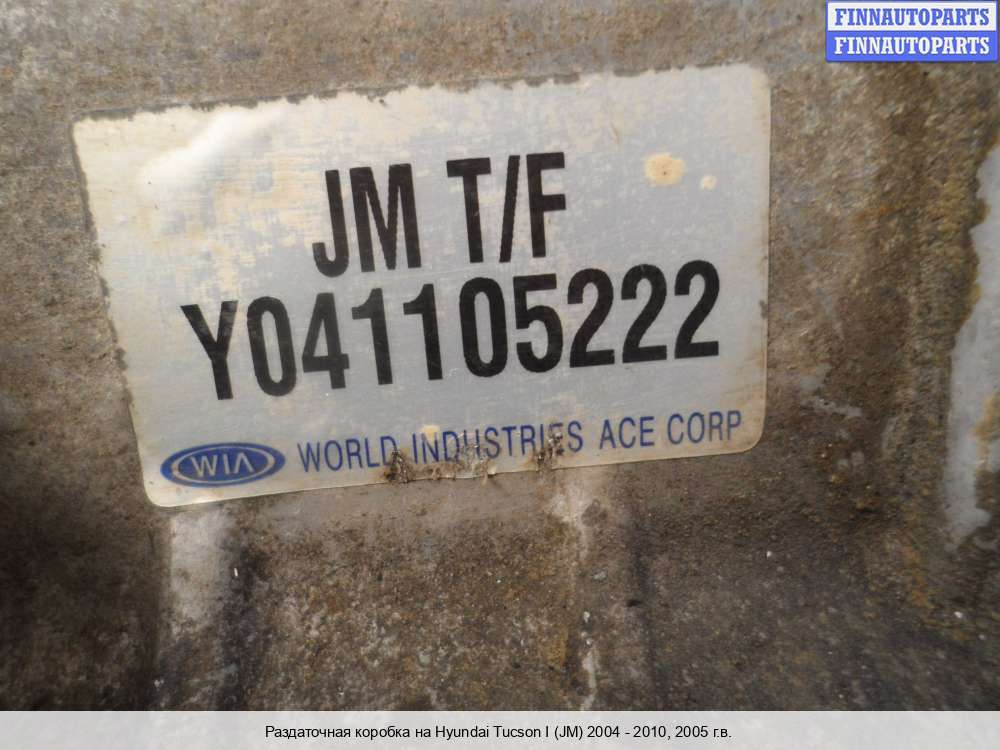 FINNAUTOPARTS
FINNAUTOPARTS
JM T/F
Y041105222
WIA WORLD INDUSTRIES ACE CORP
Раздаточная коробка на Hyundai Tucson I (JM) 2004 - 2010, 2005 г.в.